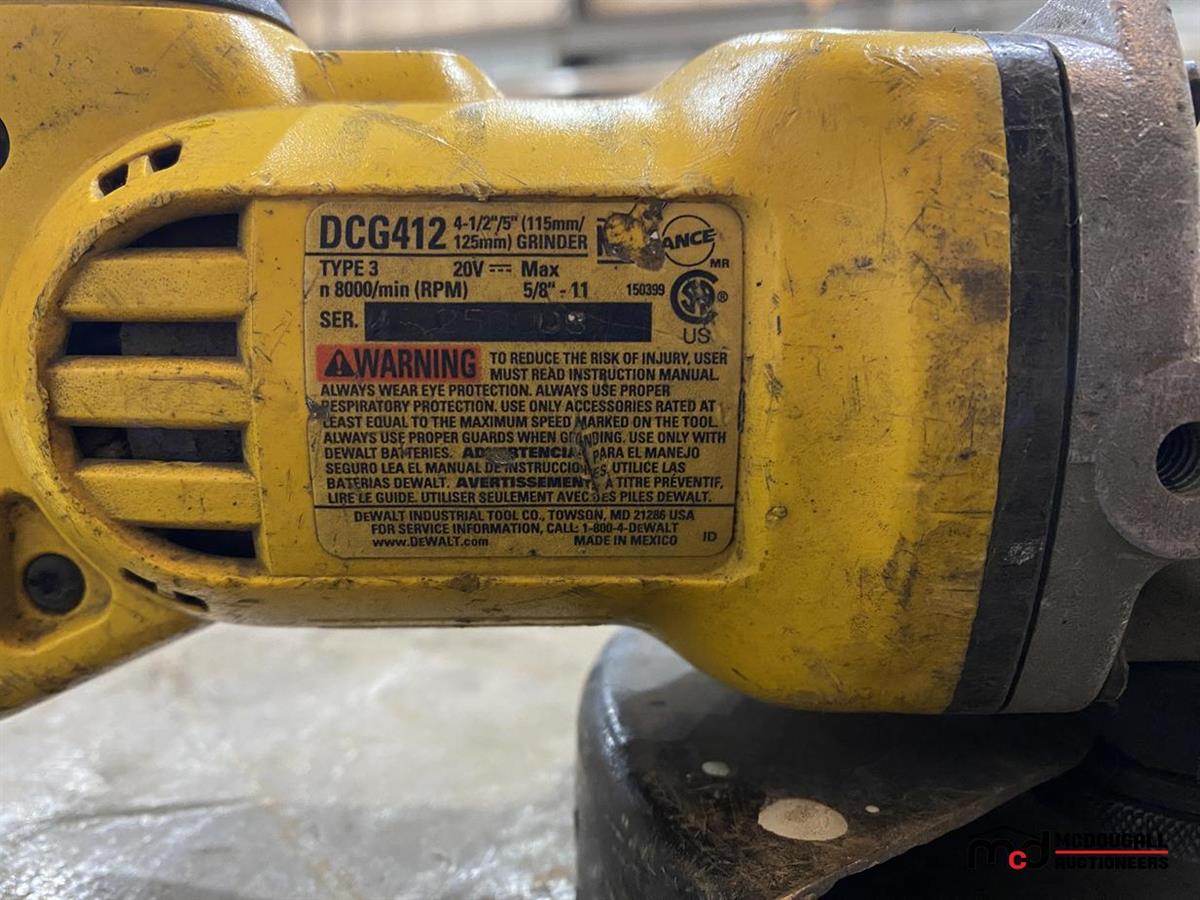 DCG412 4-1/2"/5" (115mm/
125mm) GRINDER
ANCE
MR
TYPE 3 20V Max
n 8000/min (RPM) 5/8" - 11 150399
SER.
US
WARNING TO REDUCE THE RISK OF INJURY, USER
MUST READ INSTRUCTION MANUAL.
ALWAYS WEAR EYE PROTECTION. ALWAYS USE PROPER
RESPIRATORY PROTECTION. USE ONLY ACCESSORIES RATED AT
LEAST EQUAL TO THE MAXIMUM SPEED MARKED ON THE TOOL.
ALWAYS USE PROPER GUARDS WHEN GRINDING. USE ONLY WITH
DEWALT BATTERIES. ADVERTENCIA: PARA EL MANEJO
SEGURO LEA EL MANUAL DE INSTRUCCIONES, UTILICE LAS
BATERIAS DEWALT. AVERTISSEMENT: À TITRE PRÉVENTIF,
LIRE LE GUIDE. UTILISER SEULEMENT AVEC DES PILES DEWALT.
DEWALT INDUSTRIAL TOOL CO., TOWSON, MD 21286 USA
FOR SERVICE INFORMATION, CALL: 1-800-4-DEWALT
www.DEWALT.com MADE IN MEXICO ID
mcd MCDOUGALL
AUCTIONEERS